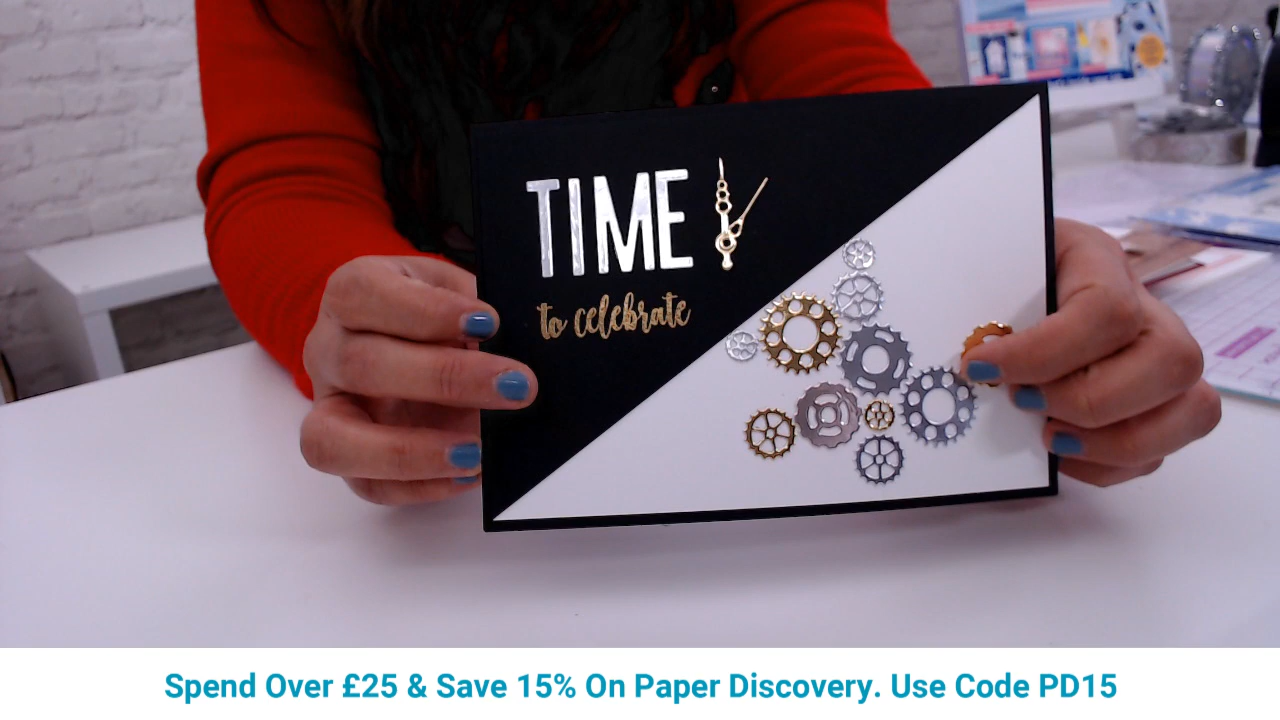 TIME
to celebrate
Spend Over £25 & Save 15% On Paper Discovery. Use Code PD15